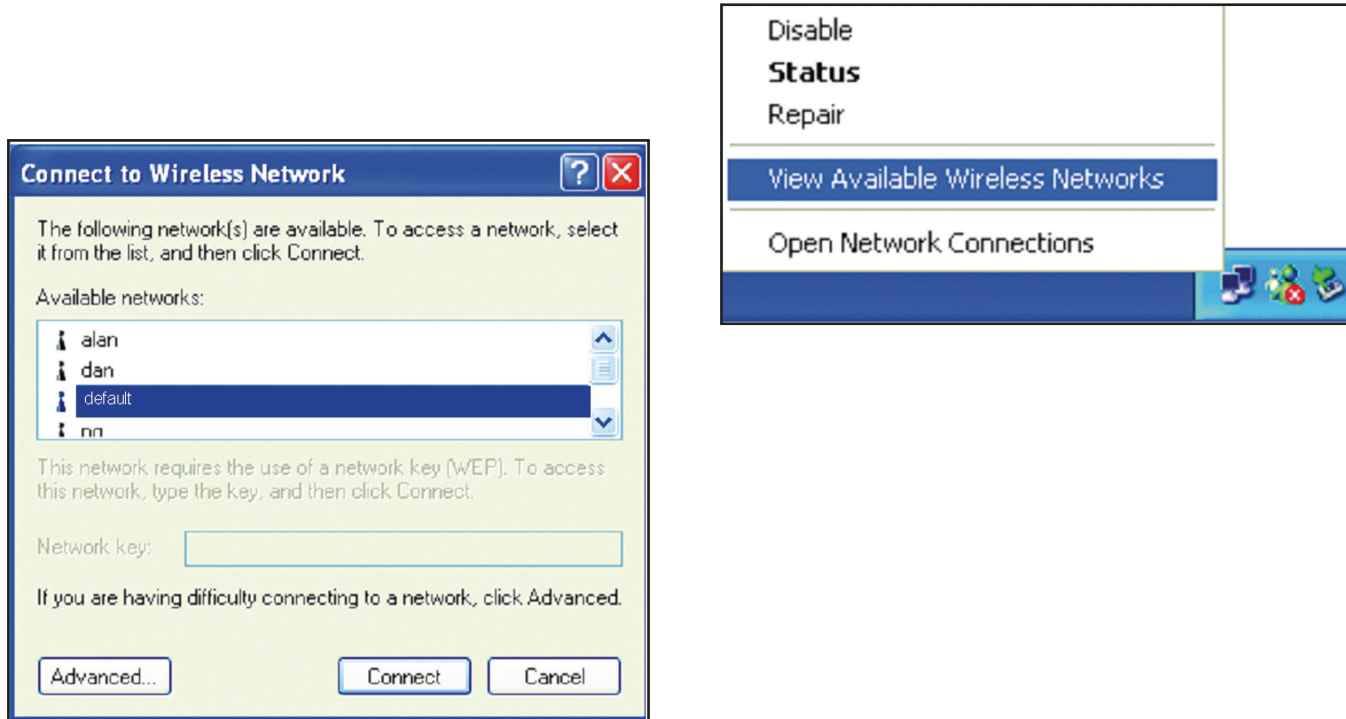 Disable
Status
Repair
View Available Wireless Networks
Open Network Connections
Connect to Wireless Network
The following network(s) are available. To access a network, select
it from the list, and then click Connect.
Available networks:
alan
dan
default
This network requires the use of a network key (WEP). To access
this network, type the key, and then click Connect.
Network key:
If you are having difficulty connecting to a network, click Advanced.
Advanced...
Connect
Cancel